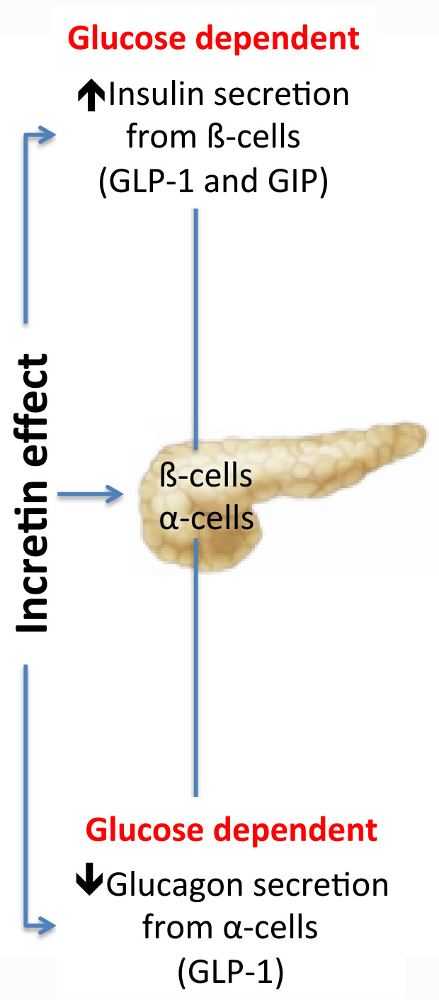 Glucose dependent
🡹Insulin secretion
from ß-cells
(GLP-1 and GIP)
Incretin effect
ß-cells
α-cells
Glucose dependent
🡻Glucagon secretion
from α-cells
(GLP-1)